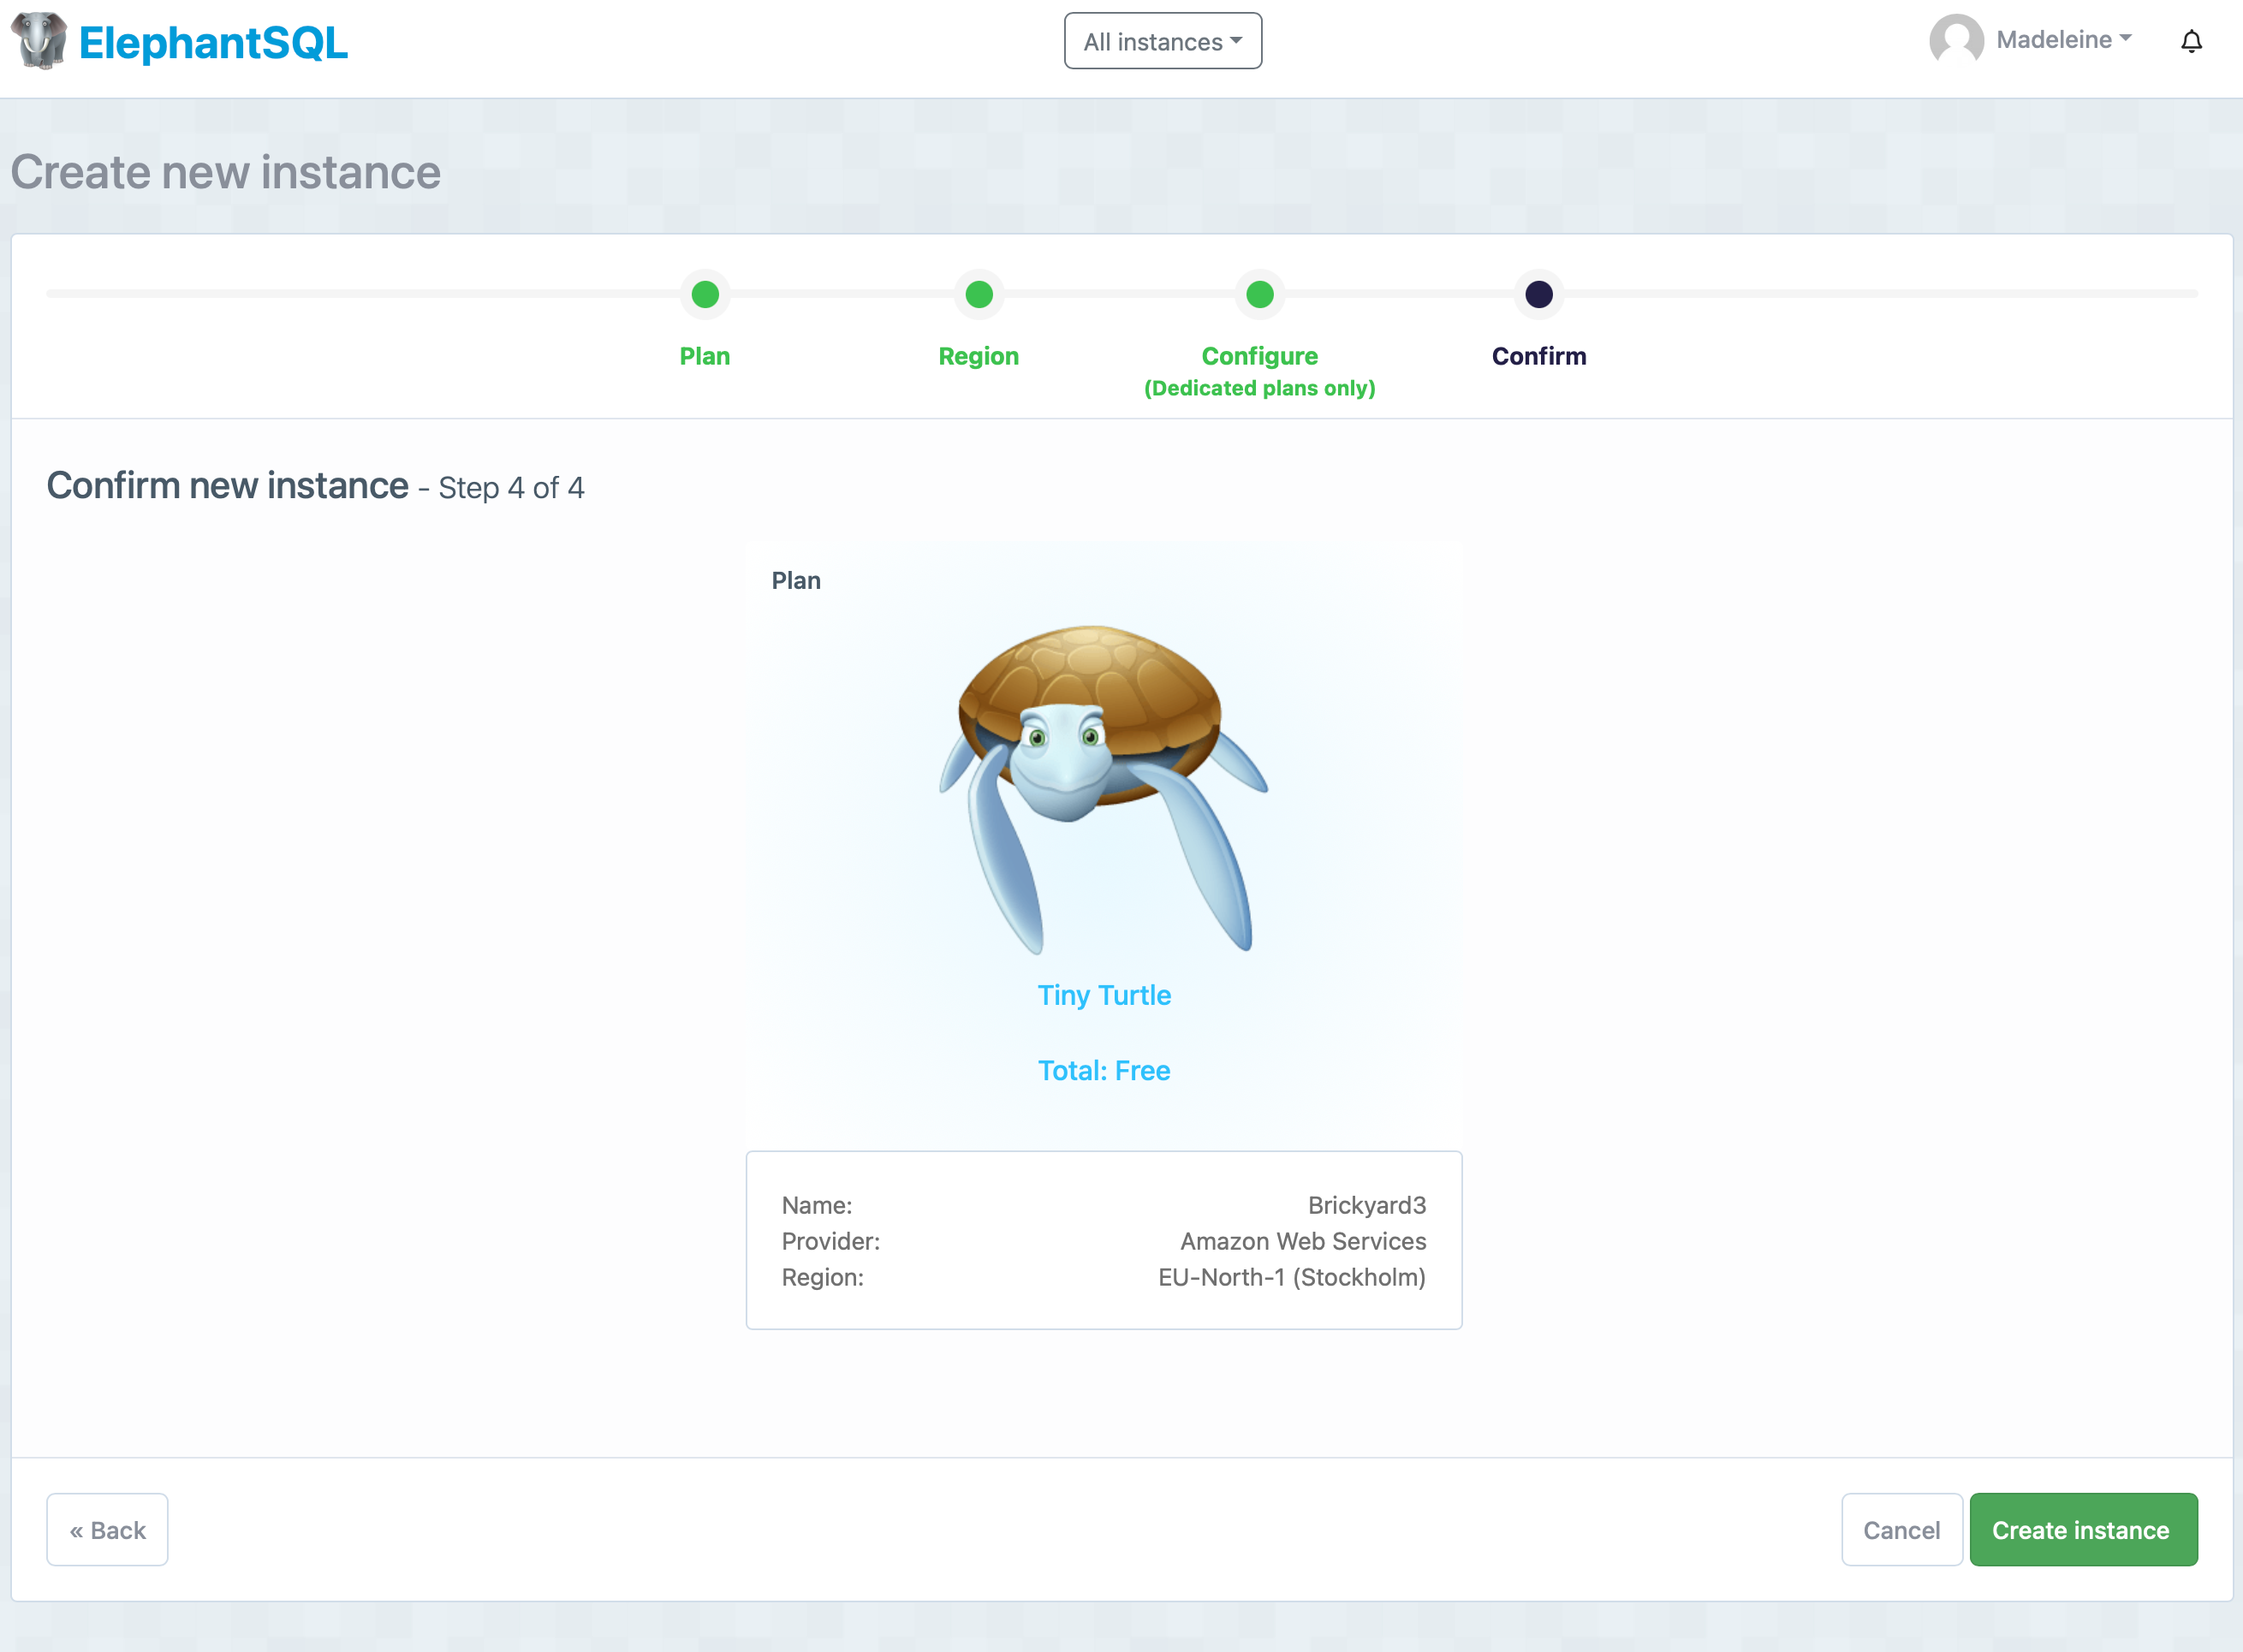 ElephantSQL
All instances
Madeleine
Create new instance
Plan
Region
Configure
(Dedicated plans only)
Confirm
Confirm new instance - Step 4 of 4
Plan
Tiny Turtle
Total: Free
Name: Brickyard3
Provider: Amazon Web Services
Region: EU-North-1 (Stockholm)
« Back
Cancel
Create instance